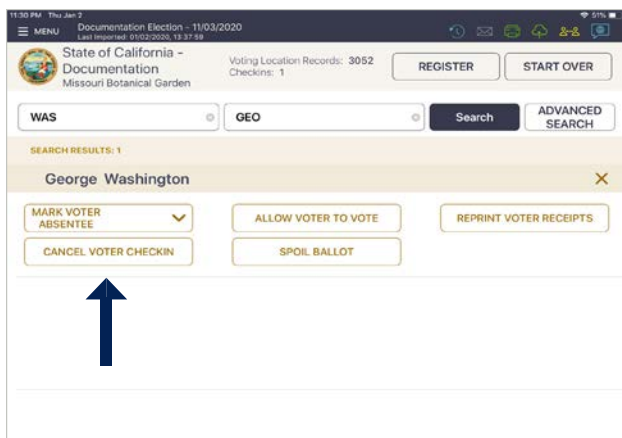 11:30 PM Thu Jan 2
51%
MENU
Documentation Election - 11/03/2020
Last Imported: 01/02/2020, 13:37:59
State of California -
Documentation
Missouri Botanical Garden
Voting Location Records: 3052
Checkins: 1
REGISTER
START OVER
WAS
GEO
Search
ADVANCED
SEARCH
SEARCH RESULTS: 1
George Washington
MARK VOTER
ABSENTEE
ALLOW VOTER TO VOTE
REPRINT VOTER RECEIPTS
CANCEL VOTER CHECKIN
SPOIL BALLOT